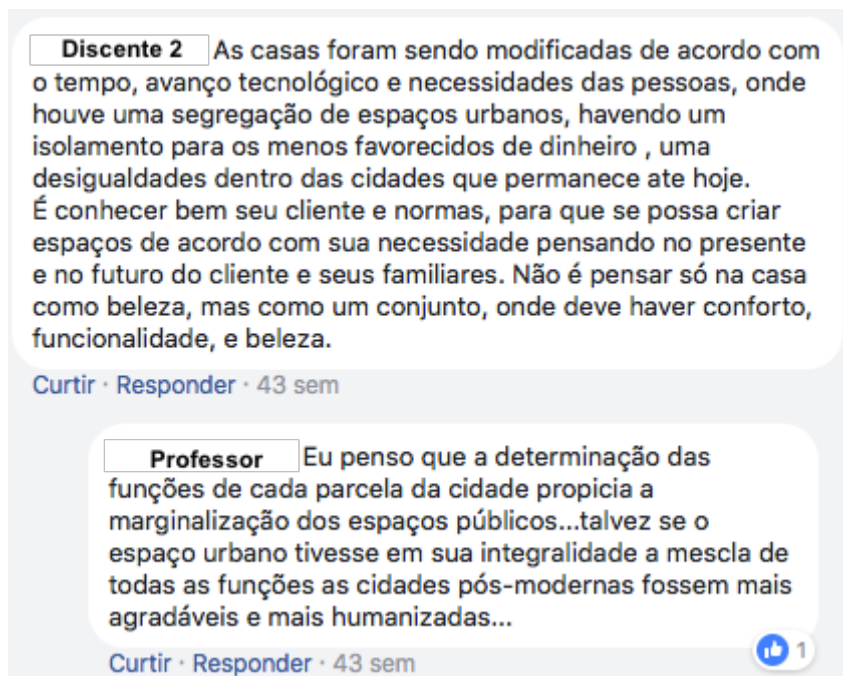 Discente 2 As casas foram sendo modificadas de acordo com
o tempo, avanço tecnológico e necessidades das pessoas, onde
houve uma segregação de espaços urbanos, havendo um
isolamento para os menos favorecidos de dinheiro , uma
desigualdades dentro das cidades que permanece ate hoje.
É conhecer bem seu cliente e normas, para que se possa criar
espaços de acordo com sua necessidade pensando no presente
e no futuro do cliente e seus familiares. Não é pensar só na casa
como beleza, mas como um conjunto, onde deve haver conforto,
funcionalidade, e beleza.
Curtir · Responder · 43 sem
Professor Eu penso que a determinação das
funções de cada parcela da cidade propicia a
marginalização dos espaços públicos...talvez se o
espaço urbano tivesse em sua integralidade a mescla de
todas as funções as cidades pós-modernas fossem mais
agradáveis e mais humanizadas...
1
Curtir · Responder · 43 sem